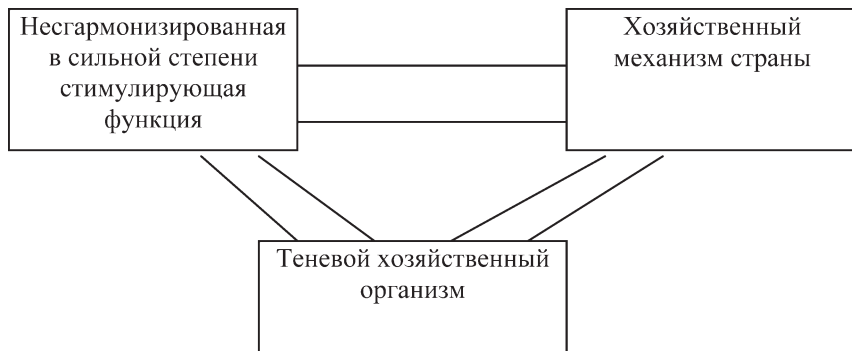 Несгармонизированная
в сильной степени
стимулирующая
функция
Хозяйственный
механизм страны
Теневой хозяйственный
организм